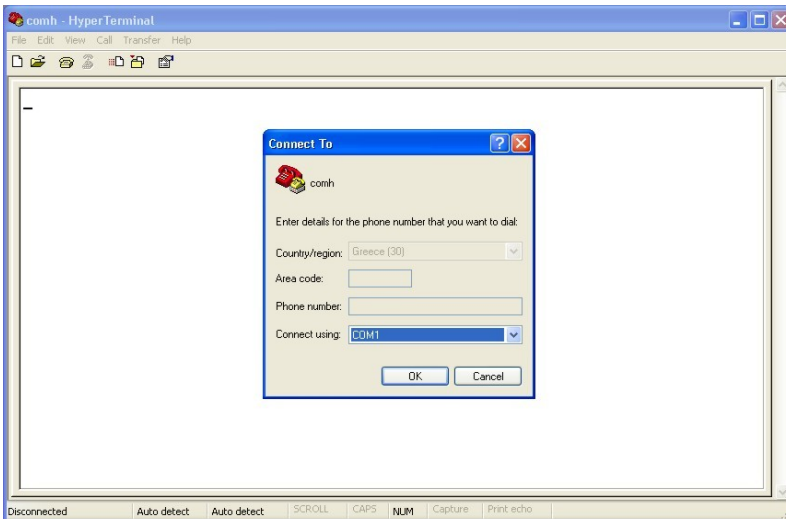 comh - HyperTerminal
File Edit View Call Transfer Help
Connect To
comh
Enter details for the phone number that you want to dial:
Country/region: Greece (30)
Area code:
Phone number:
Connect using: COM1
OK Cancel
Disconnected Auto detect Auto detect SCROLL CAPS NUM Capture Print echo